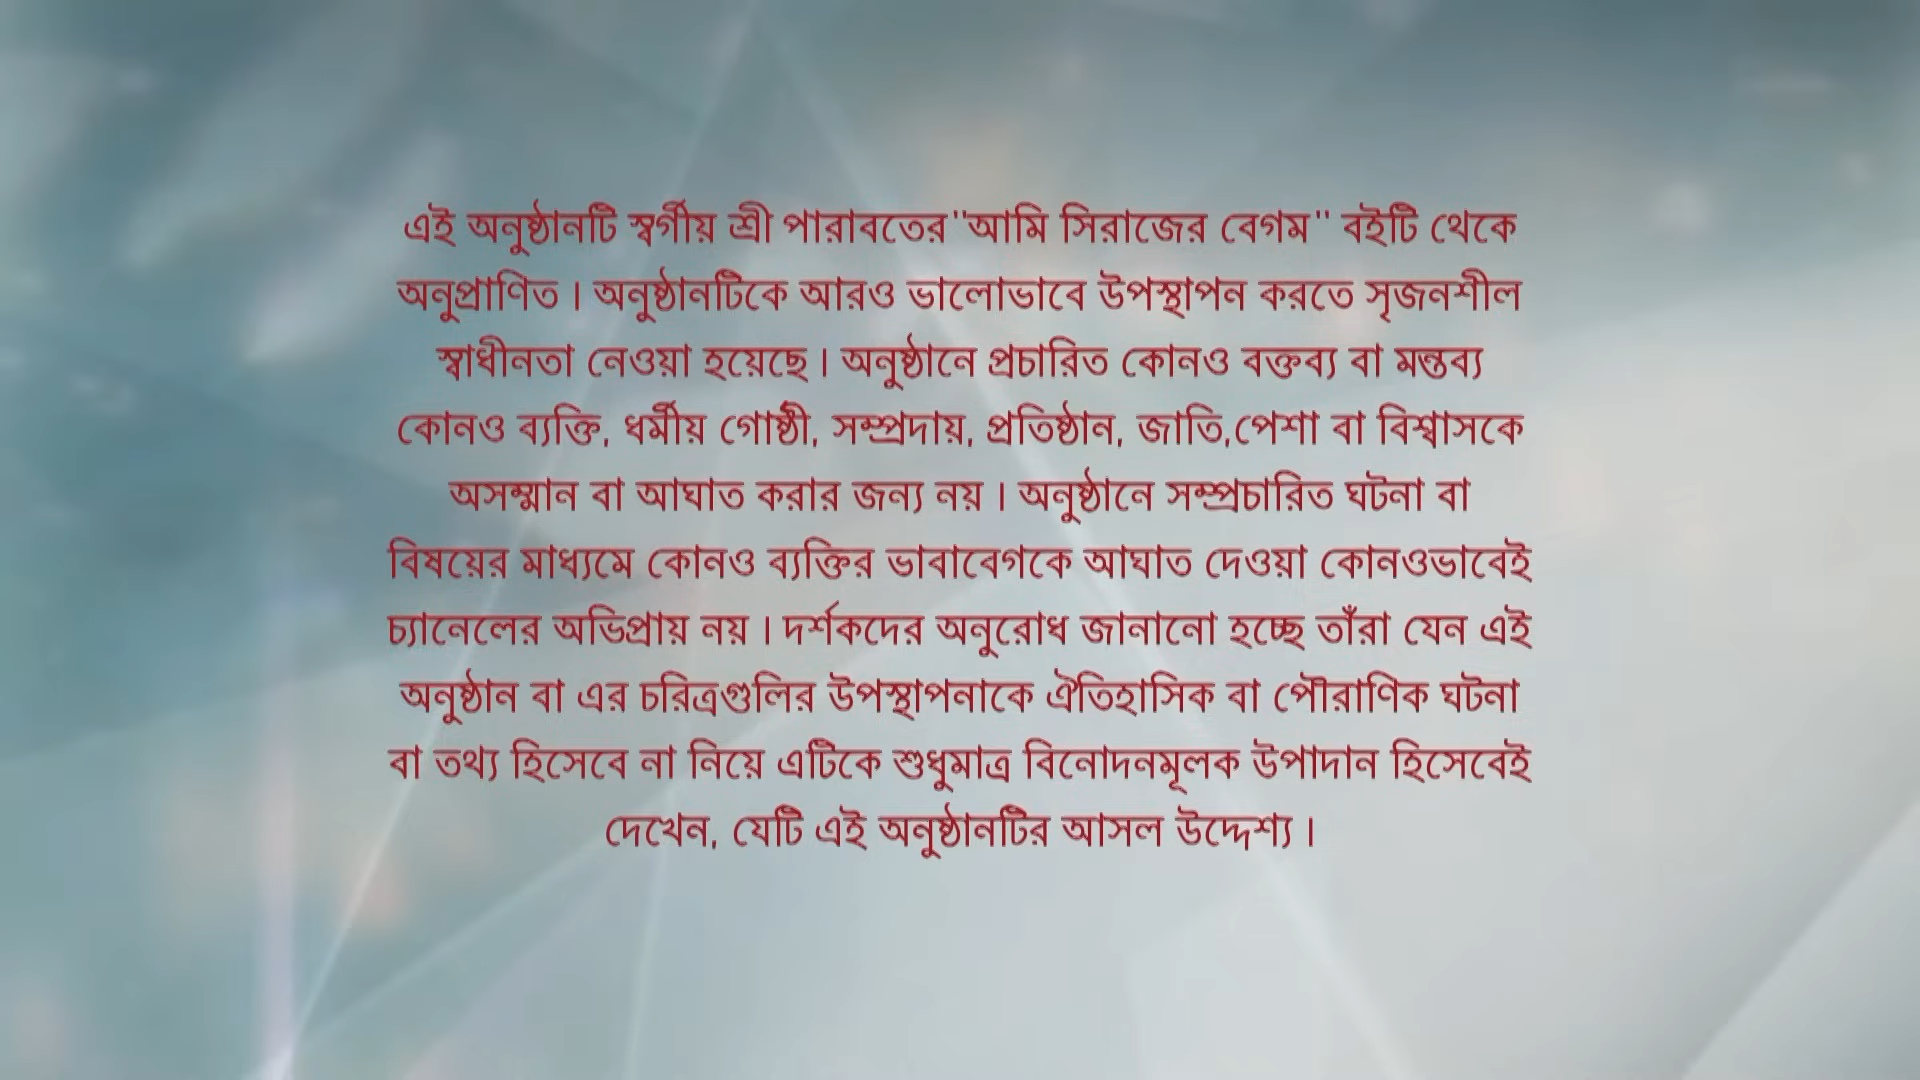 এই অনুষ্ঠানটি স্বর্গীয় শ্রী পারাবতের"আমি সিরাজের বেগম" বইটি থেকে
অনুপ্রাণিত । অনুষ্ঠানটিকে আরও ভালোভাবে উপস্থাপন করতে সৃজনশীল
স্বাধীনতা নেওয়া হয়েছে । অনুষ্ঠানে প্রচারিত কোনও বক্তব্য বা মন্তব্য
কোনও ব্যক্তি, ধর্মীয় গোষ্ঠী, সম্প্রদায়, প্রতিষ্ঠান, জাতি,পেশা বা বিশ্বাসকে
অসম্মান বা আঘাত করার জন্য নয় । অনুষ্ঠানে সম্প্রচারিত ঘটনা বা
বিষয়ের মাধ্যমে কোনও ব্যক্তির ভাবাবেগকে আঘাত দেওয়া কোনওভাবেই
চ্যানেলের অভিপ্রায় নয় । দর্শকদের অনুরোধ জানানো হচ্ছে তাঁরা যেন এই
অনুষ্ঠান বা এর চরিত্রগুলির উপস্থাপনাকে ঐতিহাসিক বা পৌরাণিক ঘটনা
বা তথ্য হিসেবে না নিয়ে এটিকে শুধুমাত্র বিনোদনমূলক উপাদান হিসেবেই
দেখেন, যেটি এই অনুষ্ঠানটির আসল উদ্দেশ্য ।